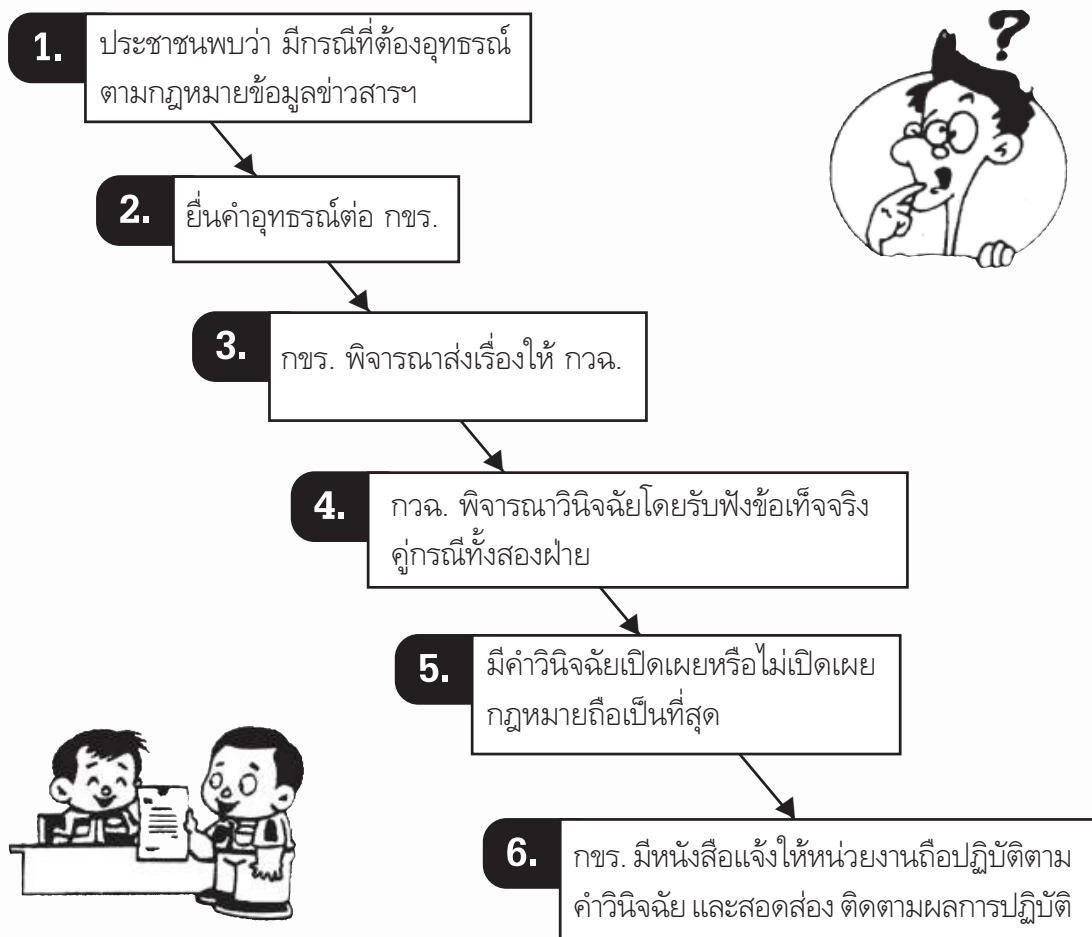 1.
ประชาชนพบว่า มีกรณีที่ต้องอุทธรณ์
ตามกฎหมายข้อมูลข่าวสารฯ
?
2.
ยื่นคำอุทธรณ์ต่อ กขร.
3.
กขร. พิจารณาส่งเรื่องให้ กวฉ.
4.
กวฉ. พิจารณาวินิจฉัยโดยรับฟังข้อเท็จจริง
คู่กรณีทั้งสองฝ่าย
5.
มีคำวินิจฉัยเปิดเผยหรือไม่เปิดเผย
กฎหมายถือเป็นที่สุด
6.
กขร. มีหนังสือแจ้งให้หน่วยงานถือปฏิบัติตาม
คำวินิจฉัย และสอดส่อง ติดตามผลการปฏิบัติ